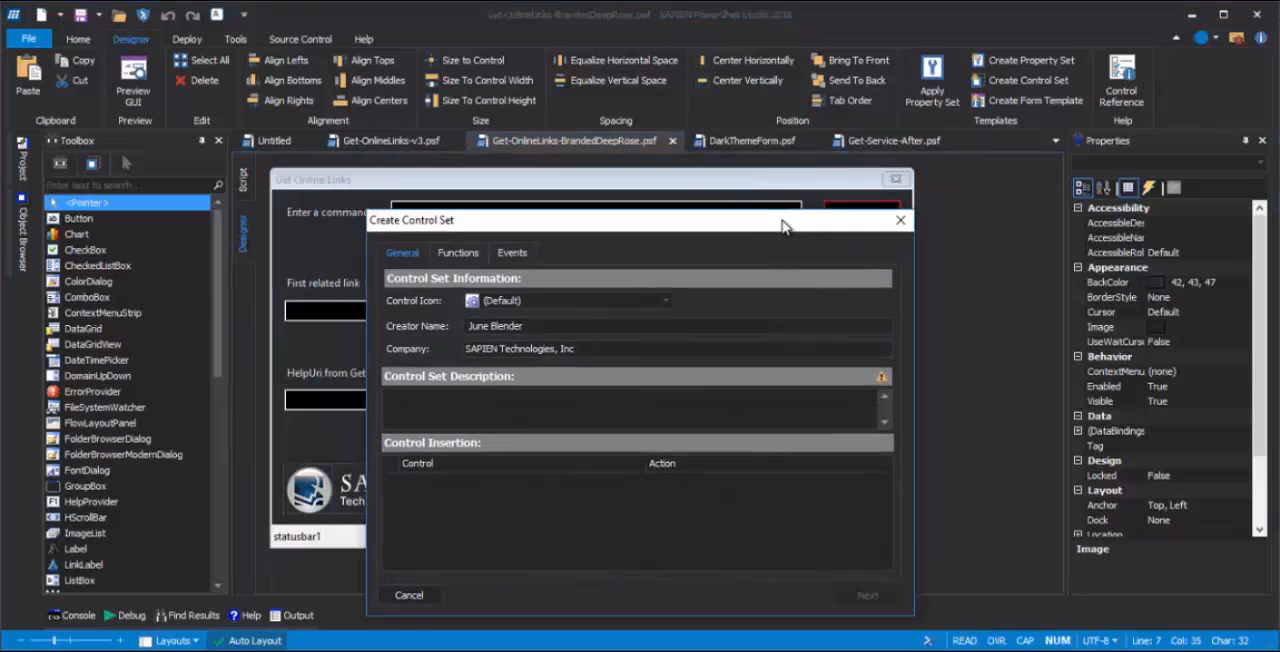 Get-OnlineLinks-BrandedDeepRose.psf - SAPIEN PowerShell Studio 2018
File Home Designer Deploy Tools Source Control Help
Paste
Copy
Cut
Clipboard
Preview GUI
Preview
Select All
Delete
Edit
Align Lefts Align Tops
Align Bottoms Align Middles
Align Rights Align Centers
Alignment
Size to Control
Size To Control Width
Size To Control Height
Size
Equalize Horizontal Space
Equalize Vertical Space
Spacing
Center Horizontally Bring To Front
Center Vertically Send To Back
Tab Order
Position
Apply Property Set
Create Property Set
Create Control Set
Create Form Template
Templates
Control Reference
Help
Project
Object Browser
Toolbox
Enter text to search...
<Pointer>
Button
Chart
CheckBox
CheckedListBox
ColorDialog
ComboBox
ContextMenuStrip
DataGrid
DataGridView
DateTimePicker
DomainUpDown
ErrorProvider
FileSystemWatcher
FlowLayoutPanel
FolderBrowserDialog
FolderBrowserModernDialog
FontDialog
GroupBox
HelpProvider
HScrollBar
ImageList
Label
LinkLabel
ListBox
Untitled Get-OnlineLinks-v3.psf Get-OnlineLinks-BrandedDeepRose.psf DarkThemeForm.psf Get-Service-After.psf
Script
Designer
Get Online Links
Enter a command
First related link
HelpUri from Get
SA
Tech
statusbar1
Create Control Set
General Functions Events
Control Set Information:
Control Icon: (Default)
Creator Name: June Blender
Company: SAPIEN Technologies, Inc
Control Set Description:
Control Insertion:
Control Action
Cancel Next
Properties
Accessibility
AccessibleDes
AccessibleNar
AccessibleRol Default
Appearance
BackColor 42, 43, 47
BorderStyle None
Cursor Default
Image
UseWaitCurso False
Behavior
ContextMenu (none)
Enabled True
Visible True
Data
(DataBindings
Tag
Design
Locked False
Layout
Anchor Top, Left
Dock None
Location
Image
Console Debug Find Results Help Output
Layouts Auto Layout
READ OVR CAP NUM UTF-8 Line: 7 Col: 35 Char: 32